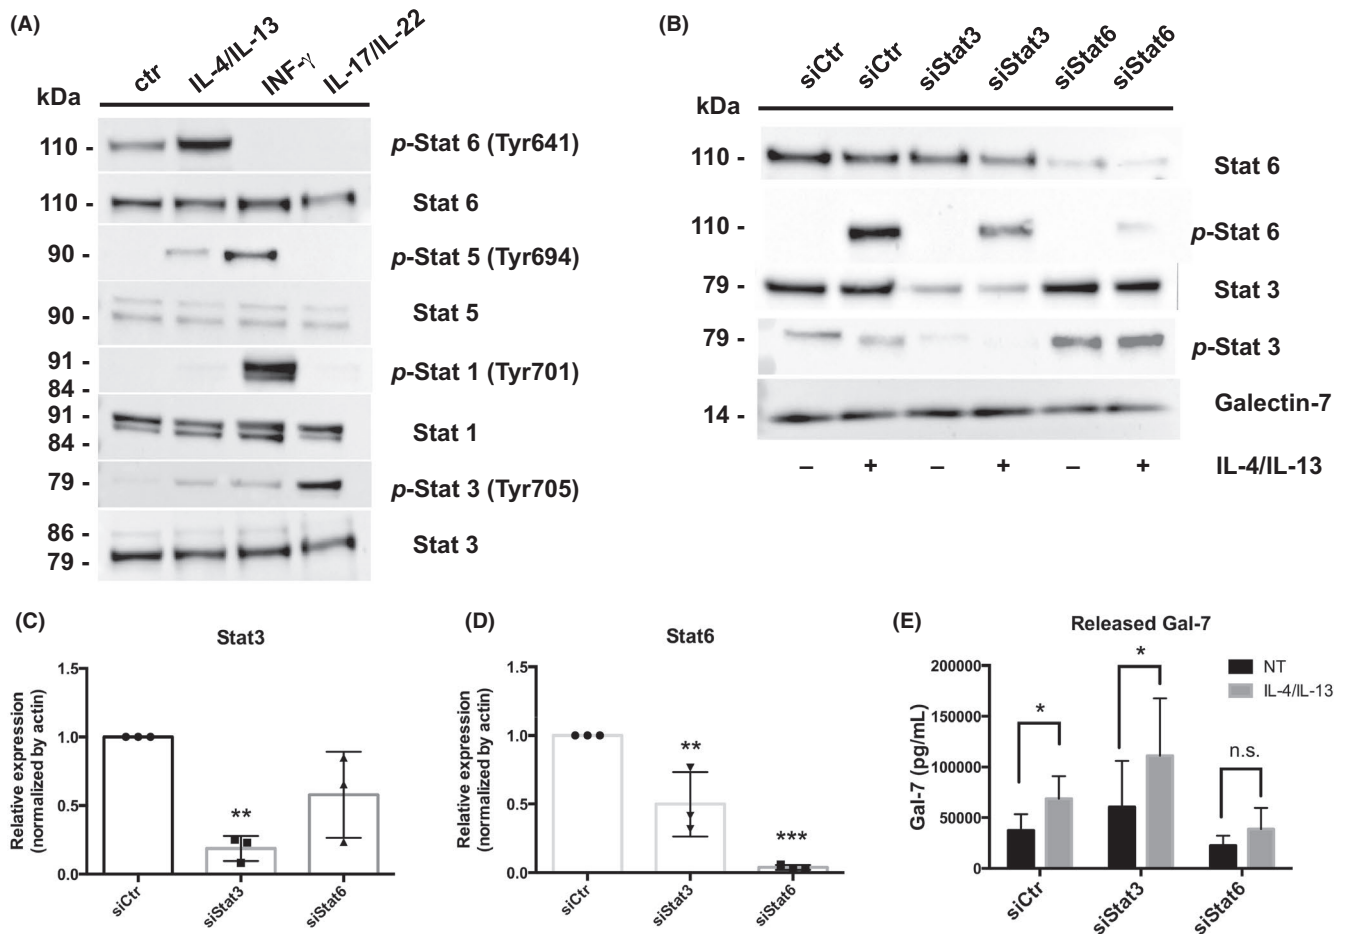 (A)
ctr IL-4/IL-13 INF-γ IL-17/IL-22
kDa
110 - p-Stat 6 (Tyr641)
110 - Stat 6
90 - p-Stat 5 (Tyr694)
90 - Stat 5
91 -
84 - p-Stat 1 (Tyr701)
91 -
84 - Stat 1
79 - p-Stat 3 (Tyr705)
86 -
79 - Stat 3
(B)
siCtr siCtr siStat3 siStat3 siStat6 siStat6
kDa
110 - Stat 6
110 - p-Stat 6
79 - Stat 3
79 - p-Stat 3
14 - Galectin-7
– + – + – + IL-4/IL-13
(C)
Stat3
Relative expression
(normalized by actin)
1.5
1.0
0.5
0.0
**
siCtr siStat3 siStat6
(D)
Stat6
Relative expression
(normalized by actin)
1.5
1.0
0.5
0.0
**
***
siCtr siStat3 siStat6
(E)
Released Gal-7
NT
IL-4/IL-13
Gal-7 (pg/mL)
200000
150000
100000
50000
0
*
*
n.s.
siCtr siStat3 siStat6